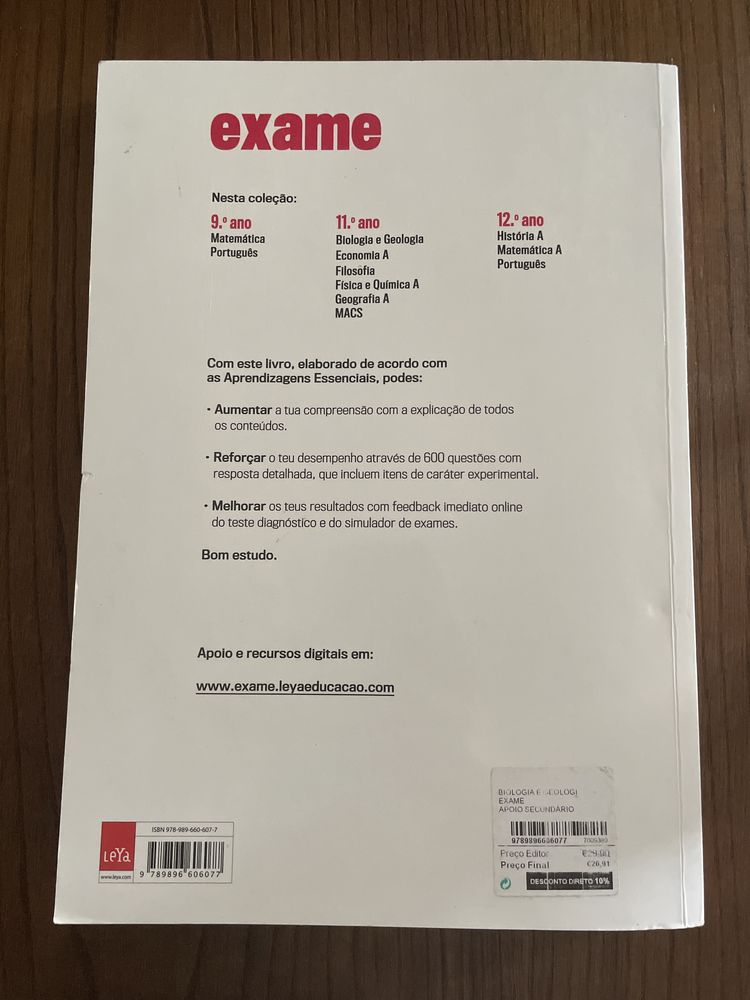 exame
Nesta coleção:
9.º ano
Matemática
Português
11.º ano
Biologia e Geologia
Economia A
Filosofia
Física e Química A
Geografia A
MACS
12.º ano
História A
Matemática A
Português
Com este livro, elaborado de acordo com
as Aprendizagens Essenciais, podes:
• Aumentar a tua compreensão com a explicação de todos
os conteúdos.
• Reforçar o teu desempenho através de 600 questões com
resposta detalhada, que incluem itens de caráter experimental.
• Melhorar os teus resultados com feedback imediato online
do teste diagnóstico e do simulador de exames.
Bom estudo.
Apoio e recursos digitais em:
www.exame.leyaeducacao.com
LeYa
www.leya.com
ISBN 978-989-660-607-7
9 789896 606077
BIOLOGIA E GEOLOGI
EXAME
APOIO SECUNDARIO
9789896606077
Preço Editor
Preço Final €26,91
DESCONTO DIRETO 10%